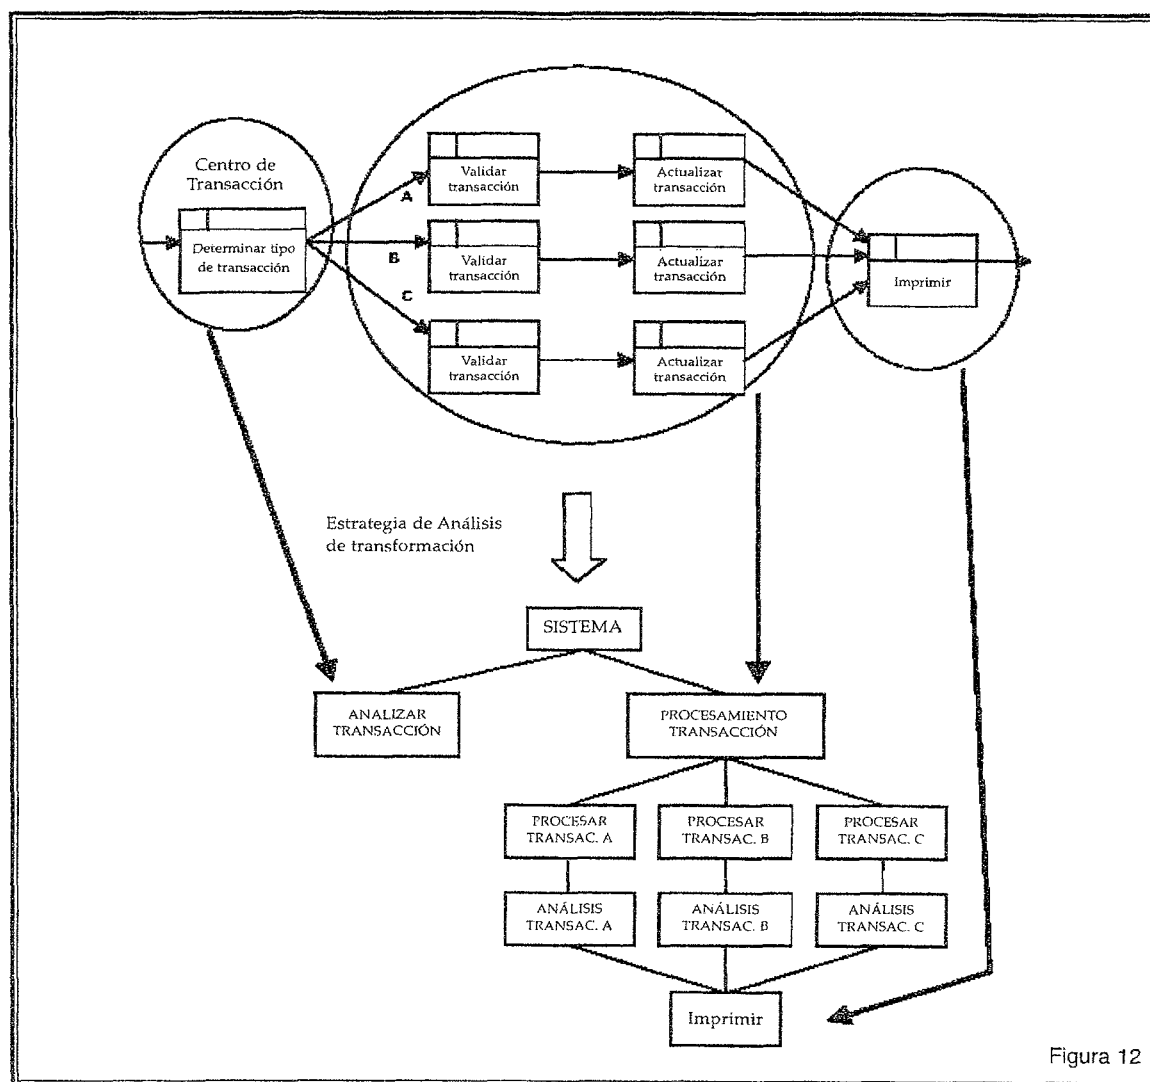 Centro de
Transacción
Determinar tipo
de transacción
A
B
C
Validar
transacción
Actualizar
transacción
Validar
transacción
Actualizar
transacción
Validar
transacción
Actualizar
transacción
Imprimir
Estrategia de Análisis
de transformación
SISTEMA
ANALIZAR
TRANSACCIÓN
PROCESAMIENTO
TRANSACCIÓN
PROCESAR
TRANSAC. A
PROCESAR
TRANSAC. B
PROCESAR
TRANSAC. C
ANÁLISIS
TRANSAC. A
ANÁLISIS
TRANSAC. B
ANÁLISIS
TRANSAC. C
Imprimir
Figura 12